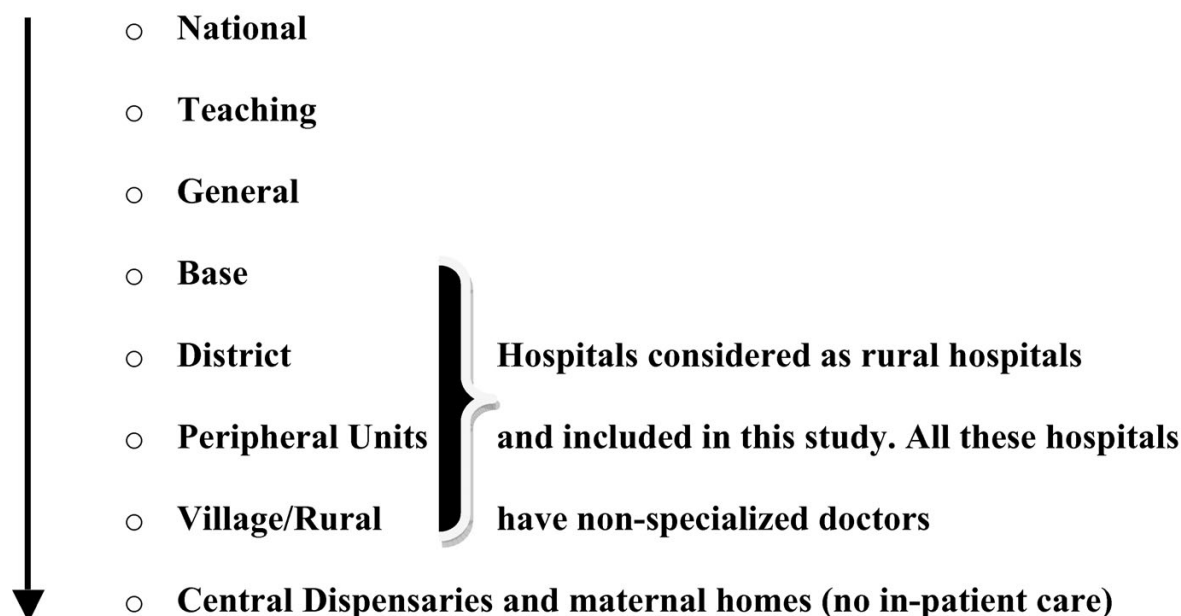 National
Teaching
General
Base
District
Hospitals considered as rural hospitals
Peripheral Units
and included in this study. All these hospitals
Village/Rural
have non-specialized doctors
Central Dispensaries and maternal homes (no in-patient care)